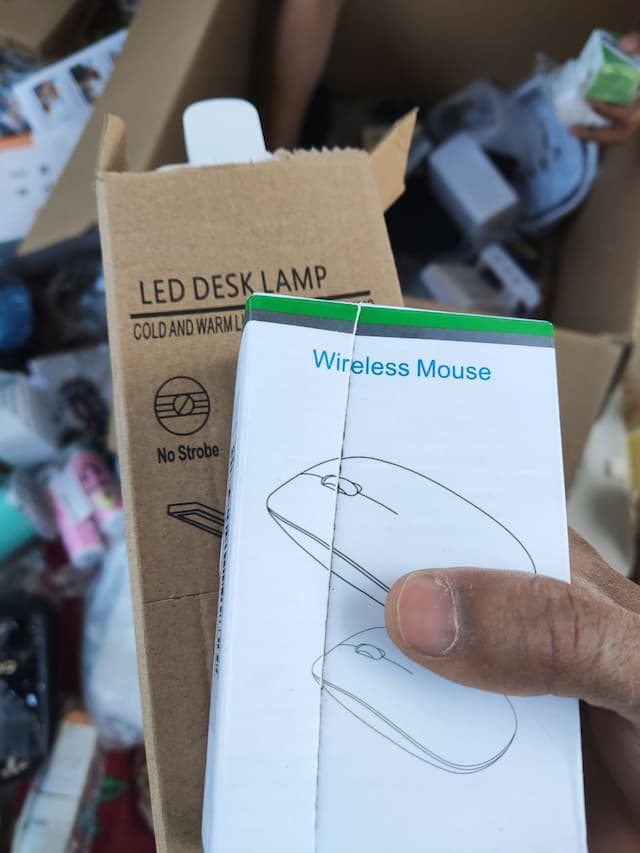 LED DESK LAMP
COLD AND WARM
No Strobe
Wireless Mouse